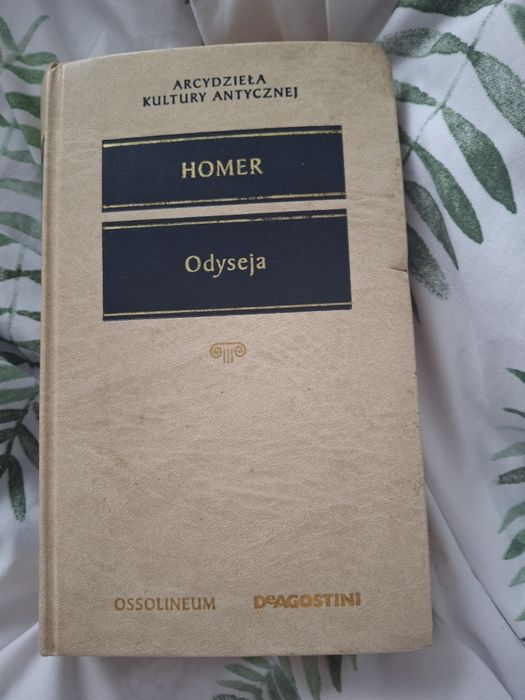 ARCYDZIEŁA
KULTURY ANTYCZNEJ
HOMER
Odyseja
OSSOLINEUM DeAGOSTINI